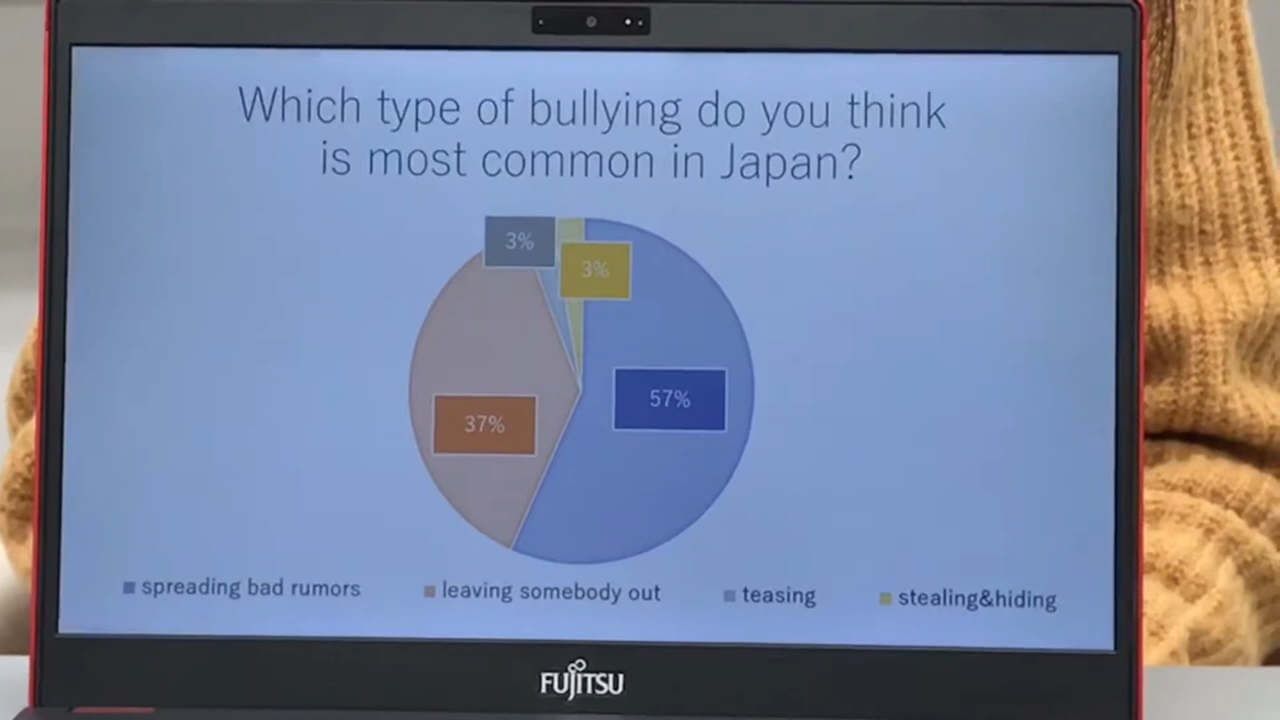 Which type of bullying do you think
is most common in Japan?
3%
3%
57%
37%
spreading bad rumors
leaving somebody out
teasing
stealing&hiding
FUJITSU